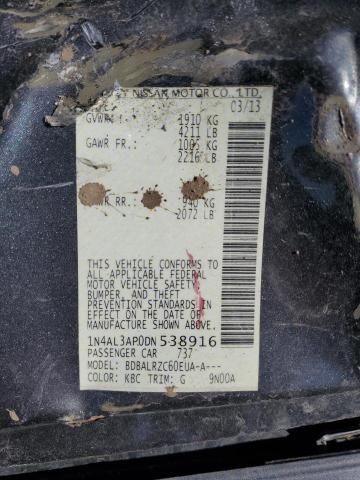 NISSAN MOTOR CO., LTD.
03/13
GVWR: 1910 KG
4211 LB
GAWR FR: 1005 KG
2216 LB
GAWR RR: 940 KG
2072 LB
THIS VEHICLE CONFORMS TO
ALL APPLICABLE FEDERAL
MOTOR VEHICLE SAFETY,
BUMPER, AND THEFT
PREVENTION STANDARDS IN
EFFECT ON THE DATE OF
MANUFACTURE SHOWN ABOVE.
1N4AL3AP0DN538916
PASSENGER CAR 737
MODEL: BDBALRZC60EUA-A---
COLOR: KBC TRIM: G 9N00A